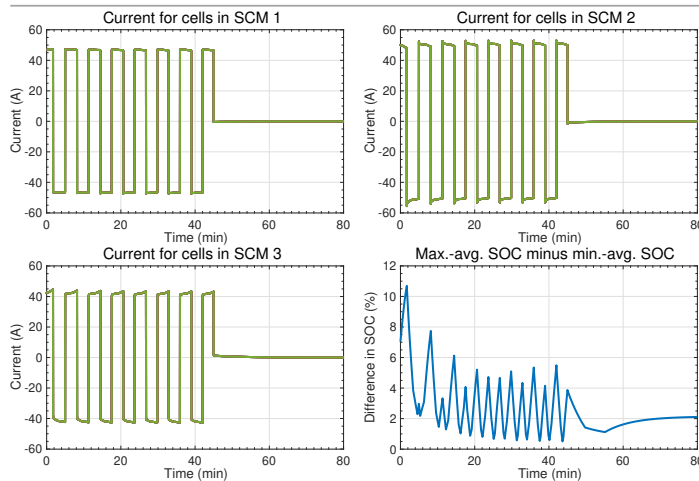 Current for cells in SCM 1
60
40
20
0
-20
-40
-60
Current (A)
0 20 40 60 80
Time (min)
Current for cells in SCM 2
60
40
20
0
-20
-40
-60
Current (A)
0 20 40 60 80
Time (min)
Current for cells in SCM 3
60
40
20
0
-20
-40
-60
Current (A)
0 20 40 60 80
Time (min)
Max.-avg. SOC minus min.-avg. SOC
12
10
8
6
4
2
0
Difference in SOC (%)
0 20 40 60 80
Time (min)